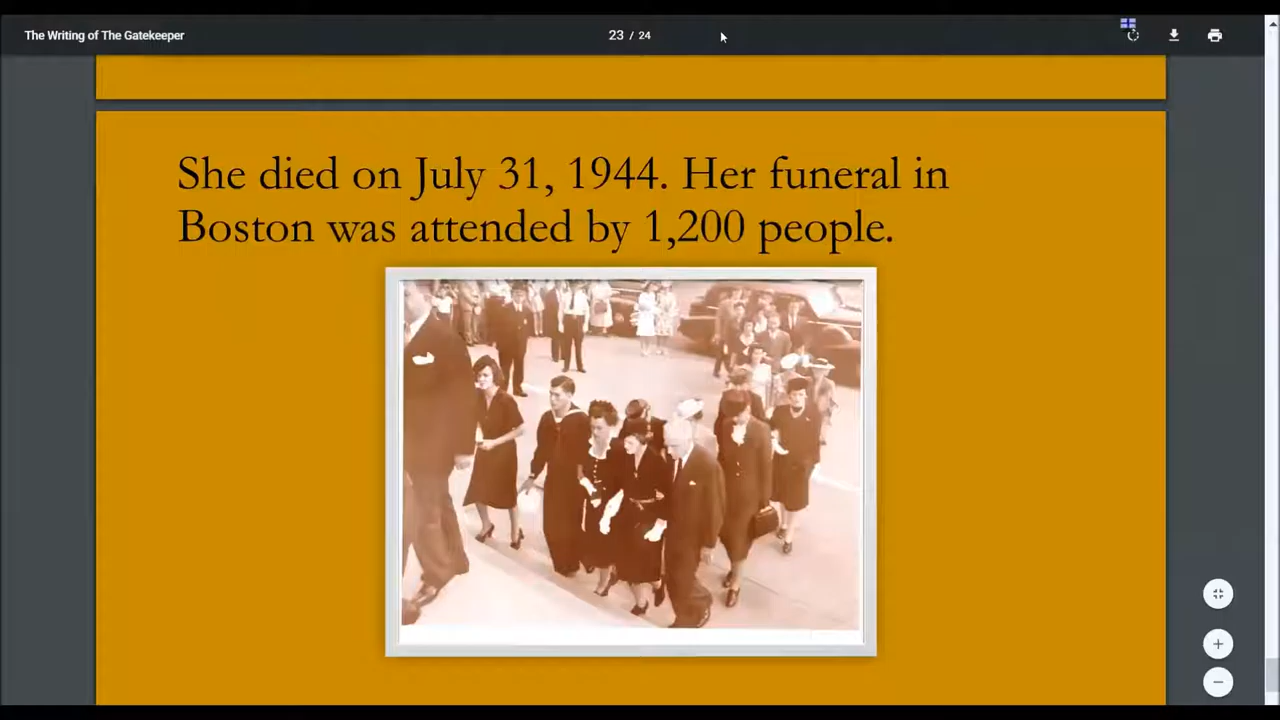 The Writing of The Gatekeeper
23 / 24
She died on July 31, 1944. Her funeral in
Boston was attended by 1,200 people.